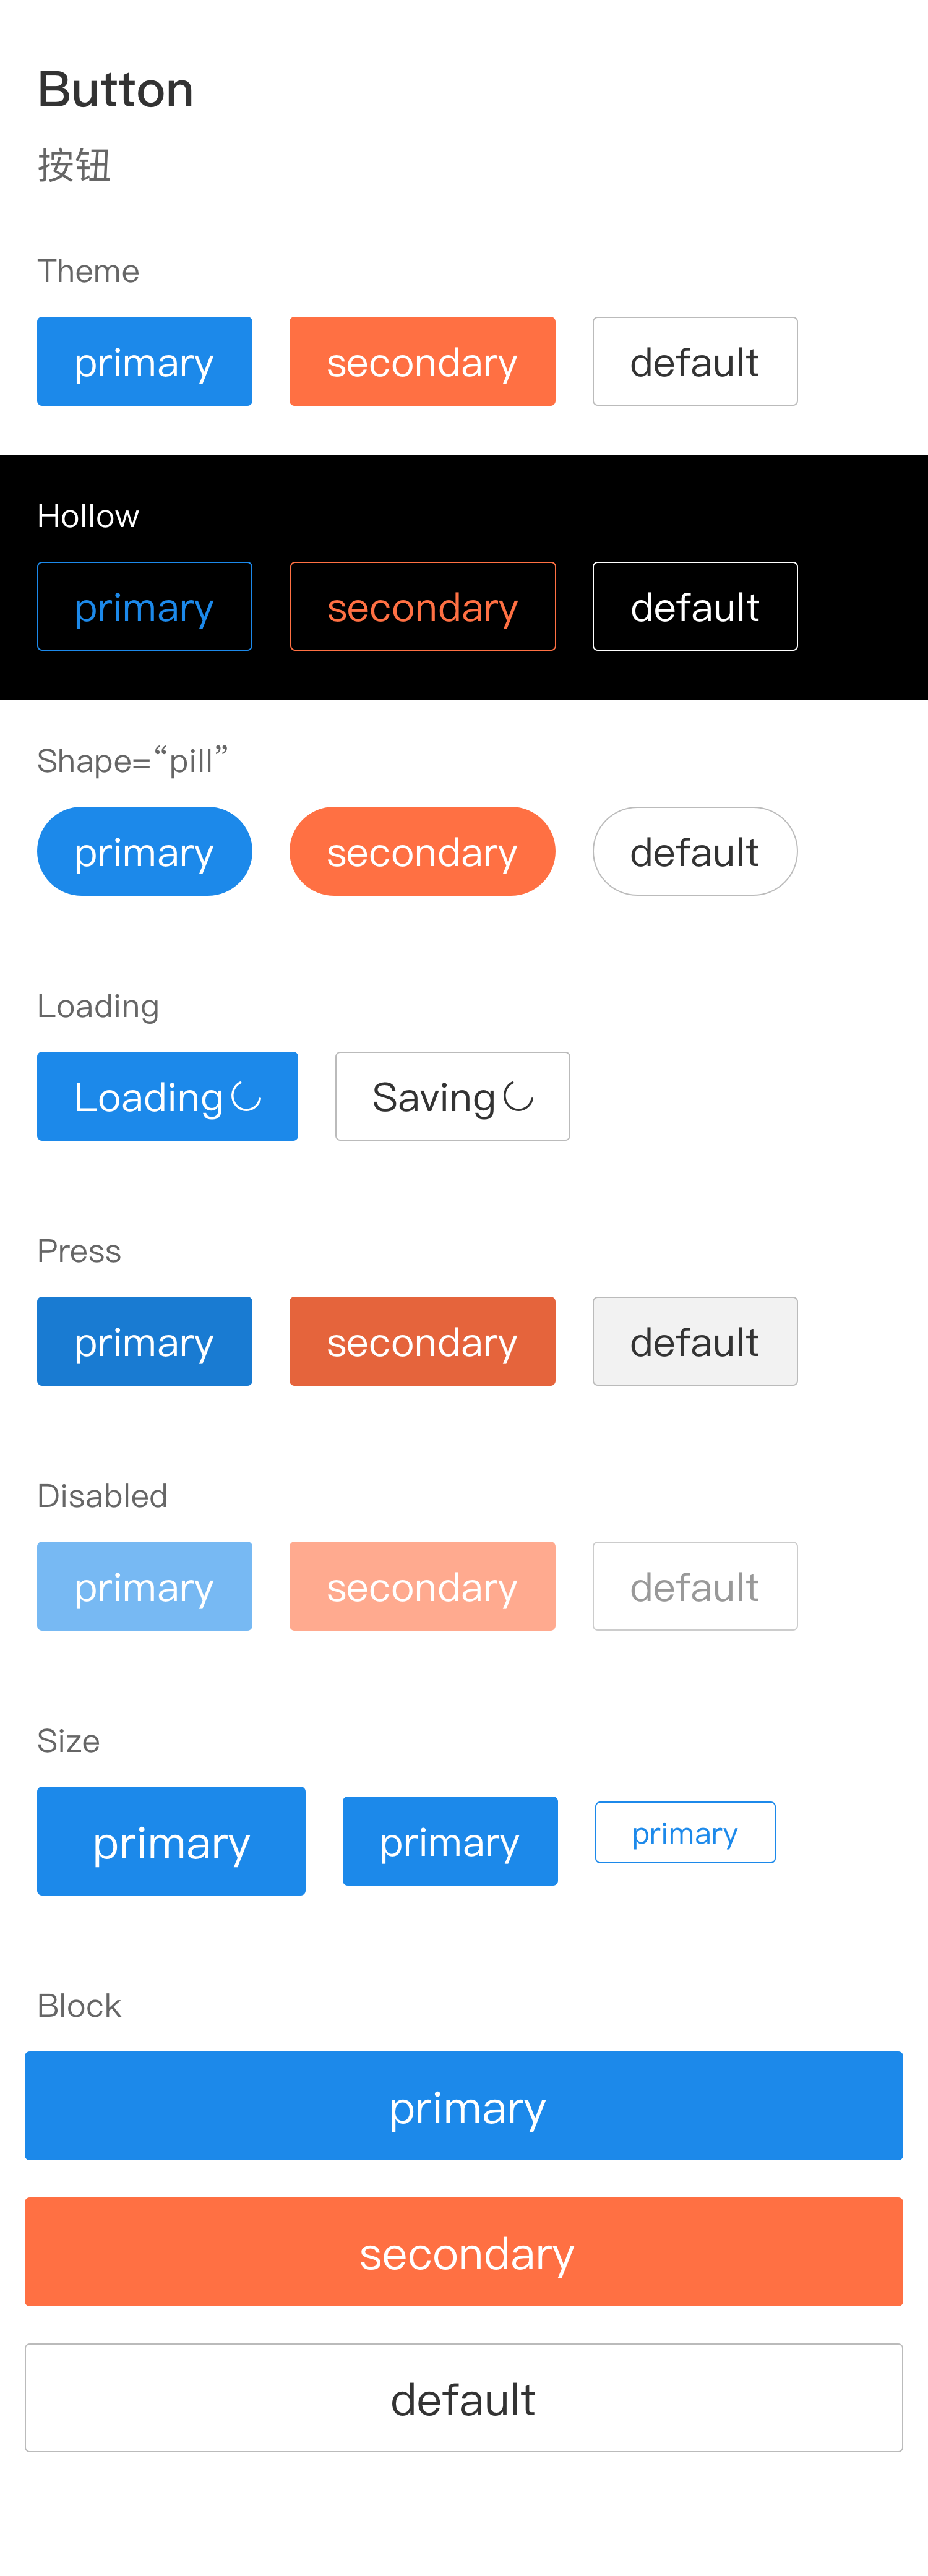 Button
按钮
Theme
primary secondary default
Hollow
primary secondary default
Shape=“pill”
primary secondary default
Loading
Loading Saving
Press
primary secondary default
Disabled
primary secondary default
Size
primary primary primary
Block
primary
secondary
default